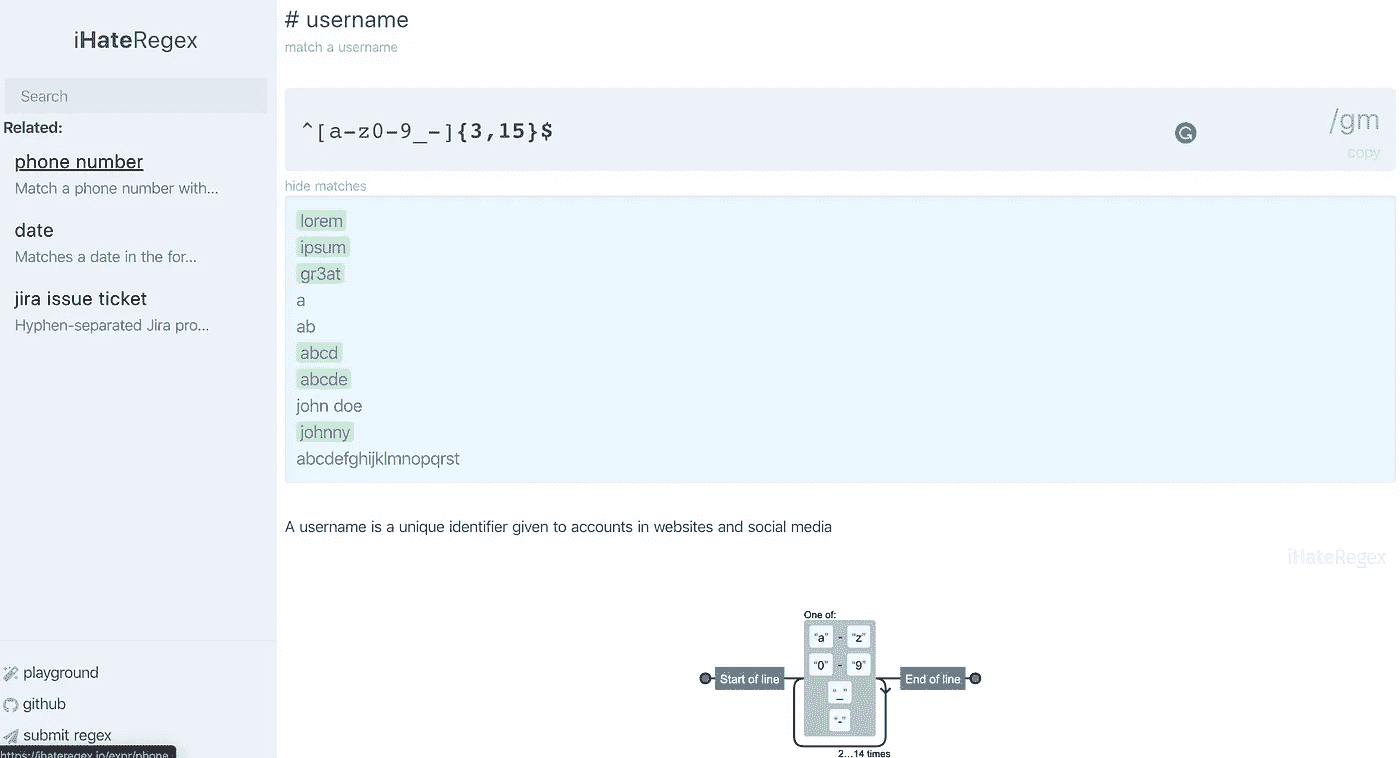 iHateRegex
Search
Related:
phone number
Match a phone number with...
date
Matches a date in the for...
jira issue ticket
Hyphen-separated Jira pro...
playground
github
submit regex
https://ihateregex.io/expr/phone
# username
match a username
^[a-z0-9_-]{3,15}$
/gm
copy
hide matches
lorem
ipsum
gr3at
a
ab
abcd
abcde
john doe
johnny
abcdefghijklmnopqrst
A username is a unique identifier given to accounts in websites and social media
iHateRegex
One of:
"a" - "z"
"0" - "9"
Start of line
End of line
"_"
"-"
2...14 times